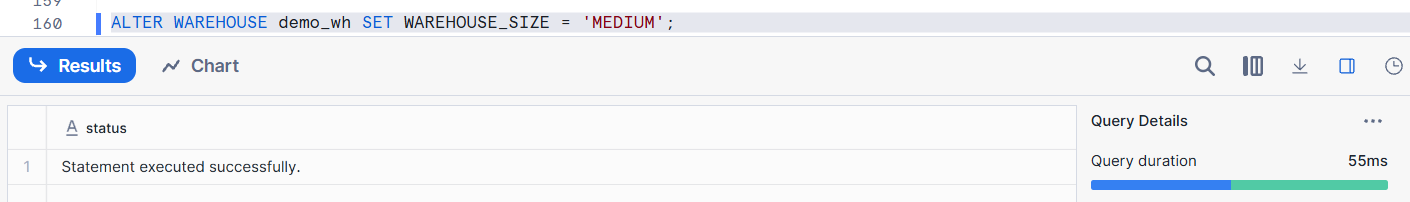 159
160 ALTER WAREHOUSE demo_wh SET WAREHOUSE_SIZE = 'MEDIUM';
Results Chart
A status Query Details
1 Statement executed successfully. Query duration 55ms